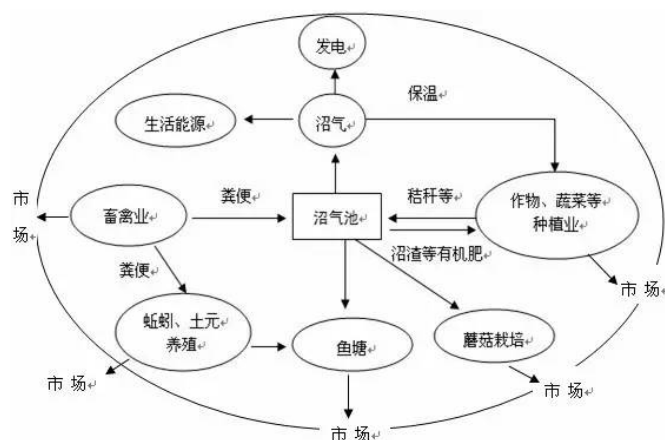 发电
沼气
保温
生活能源
市
场
畜禽业
粪便
沼气池
秸秆等
作物、蔬菜等
种植业
沼渣等有机肥
粪便
蚯蚓、土元
养殖
鱼塘
蘑菇栽培
市 场
市 场
市 场
市 场